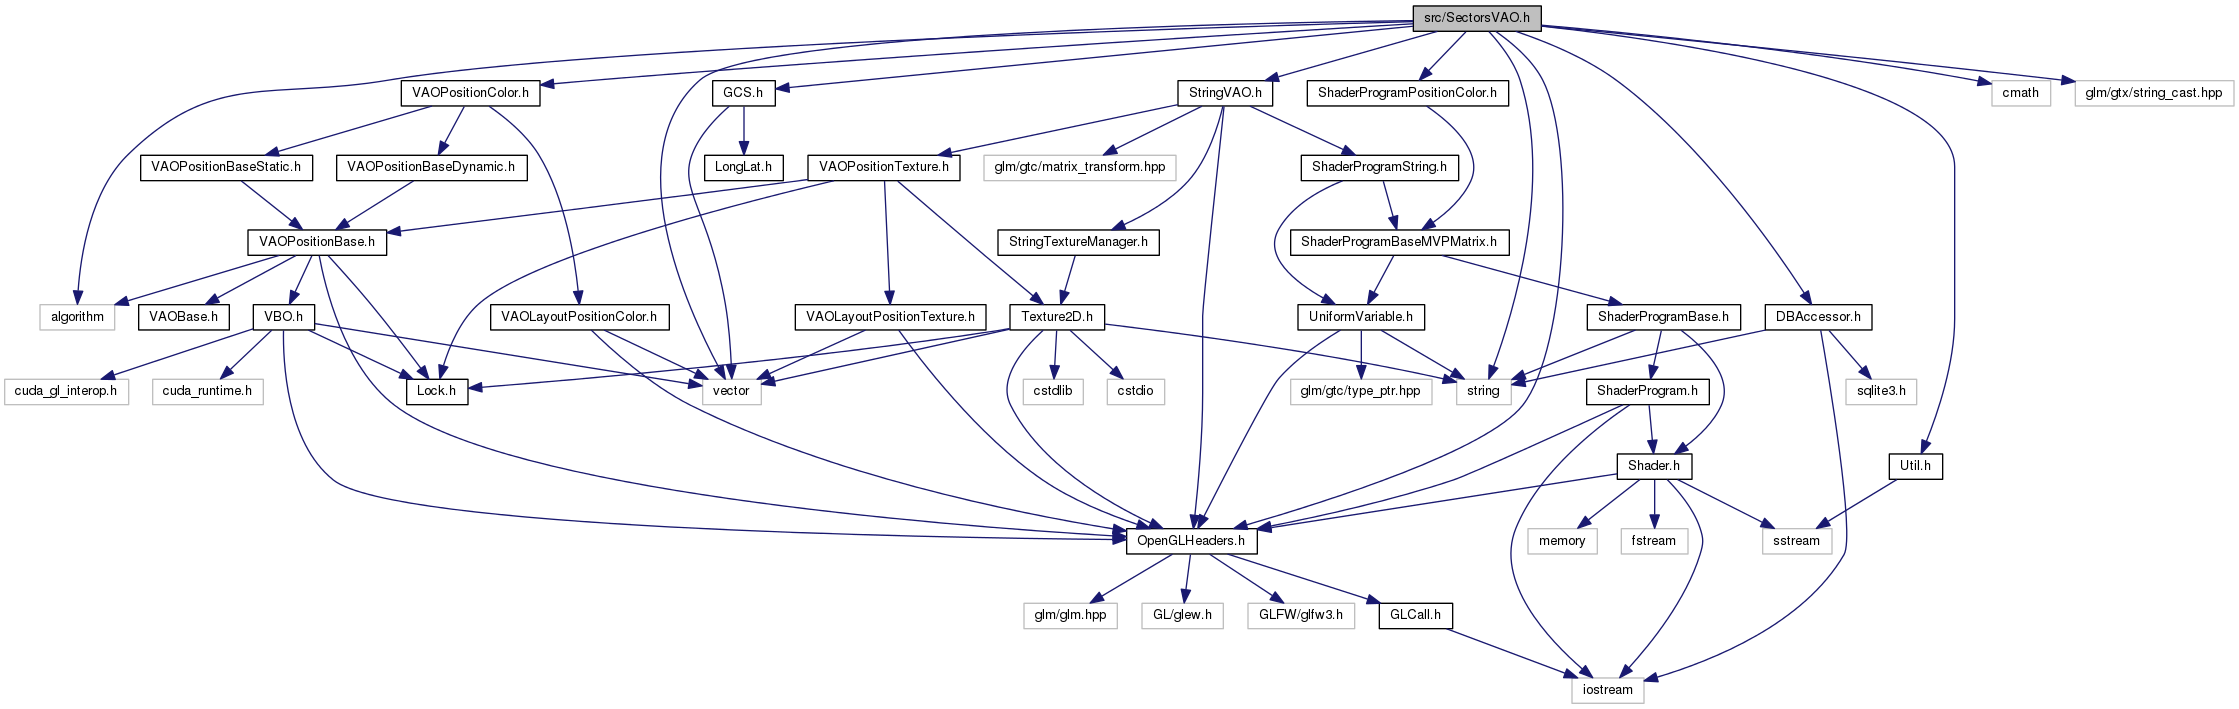 src/SectorsVAO.h
VAOPositionColor.h
GCS.h
StringVAO.h
ShaderProgramPositionColor.h
cmath
glm/gtx/string_cast.hpp
VAOPositionBaseStatic.h
VAOPositionBaseDynamic.h
LongLat.h
VAOPositionTexture.h
glm/gtc/matrix_transform.hpp
ShaderProgramString.h
VAOPositionBase.h
StringTextureManager.h
ShaderProgramBaseMVPMatrix.h
algorithm
VAOBase.h
VBO.h
VAOLayoutPositionColor.h
VAOLayoutPositionTexture.h
Texture2D.h
UniformVariable.h
ShaderProgramBase.h
DBAccessor.h
cuda_gl_interop.h
cuda_runtime.h
Lock.h
vector
cstdlib
cstdio
glm/gtc/type_ptr.hpp
string
ShaderProgram.h
sqlite3.h
Shader.h
Util.h
OpenGLHeaders.h
memory
fstream
sstream
glm/glm.hpp
GL/glew.h
GLFW/glfw3.h
GLCall.h
iostream